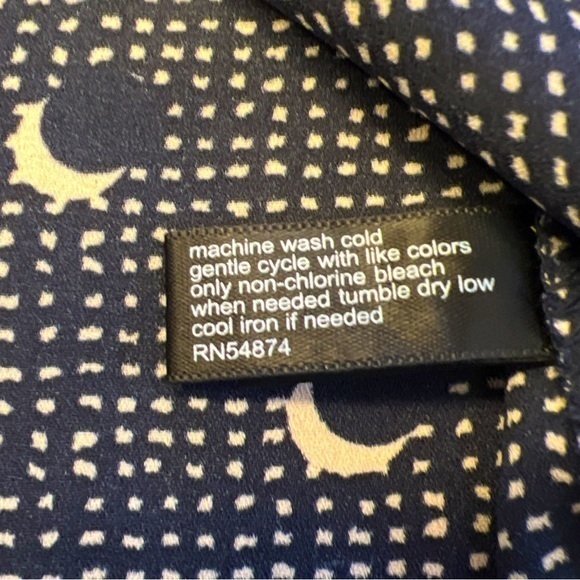 machine wash cold
gentle cycle with like colors
only non-chlorine bleach
when needed tumble dry low
cool iron if needed
RN54874